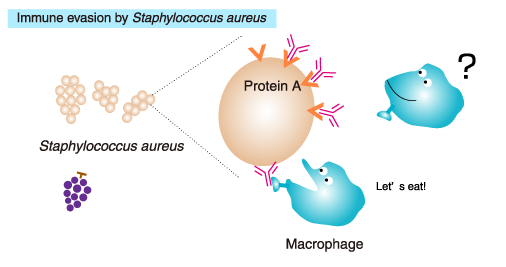 Immune evasion by Staphylococcus aureus
?
Protein A
Staphylococcus aureus
Let’ s eat!
Macrophage